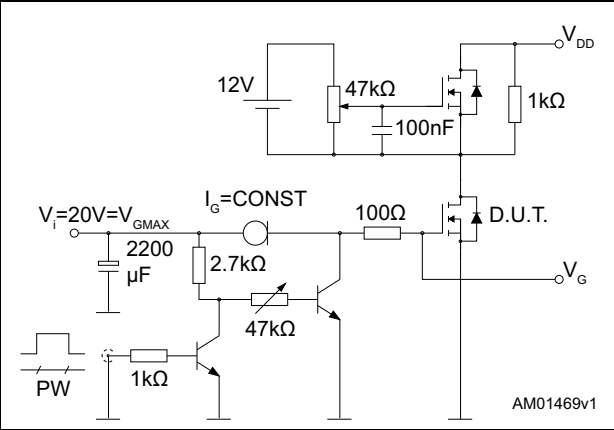 V_DD
12V
47kΩ
1kΩ
100nF
I_G=CONST
V_i=20V=V_GMAX
100Ω
D.U.T.
2200
μF
2.7kΩ
V_G
47kΩ
1kΩ
PW
AM01469v1